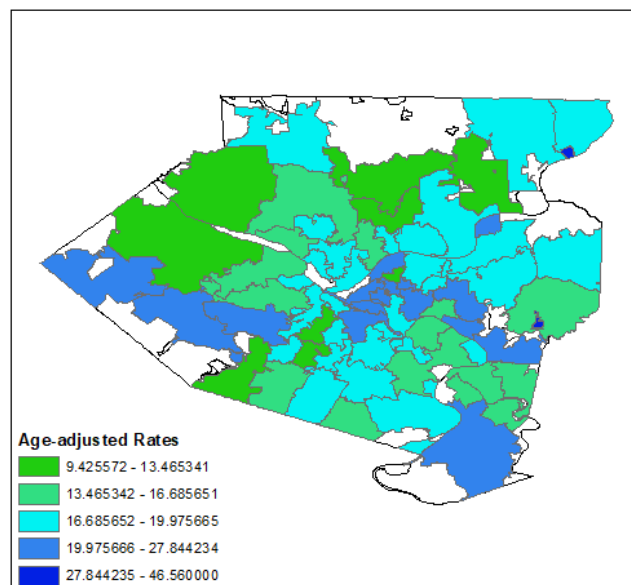 Age-adjusted Rates
9.425572 - 13.465341
13.465342 - 16.685651
16.685652 - 19.975665
19.975666 - 27.844234
27.844235 - 46.560000